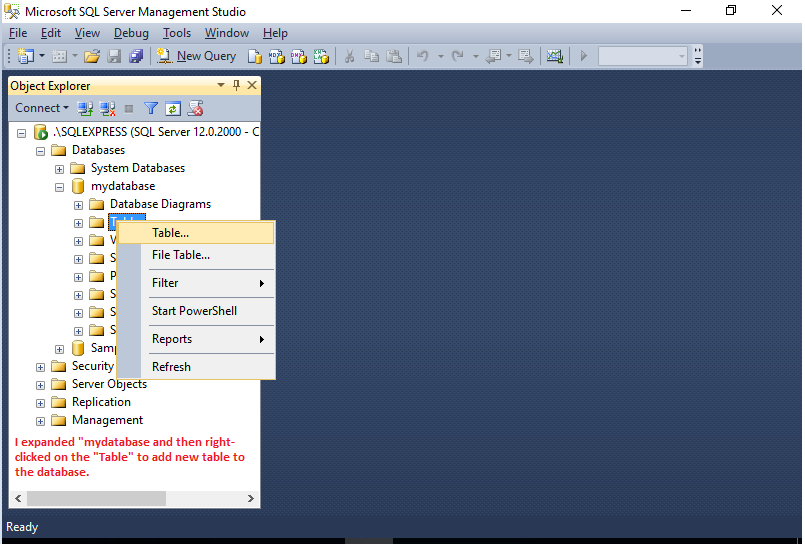 Microsoft SQL Server Management Studio
File Edit View Debug Tools Window Help
New Query
Object Explorer
Connect
.\SQLEXPRESS (SQL Server 12.0.2000 - C
Databases
System Databases
mydatabase
Database Diagrams
Table...
File Table...
Filter
Start PowerShell
Reports
Refresh
Security
Server Objects
Replication
Management
I expanded "mydatabase and then right-
clicked on the "Table" to add new table to
the database.
Ready